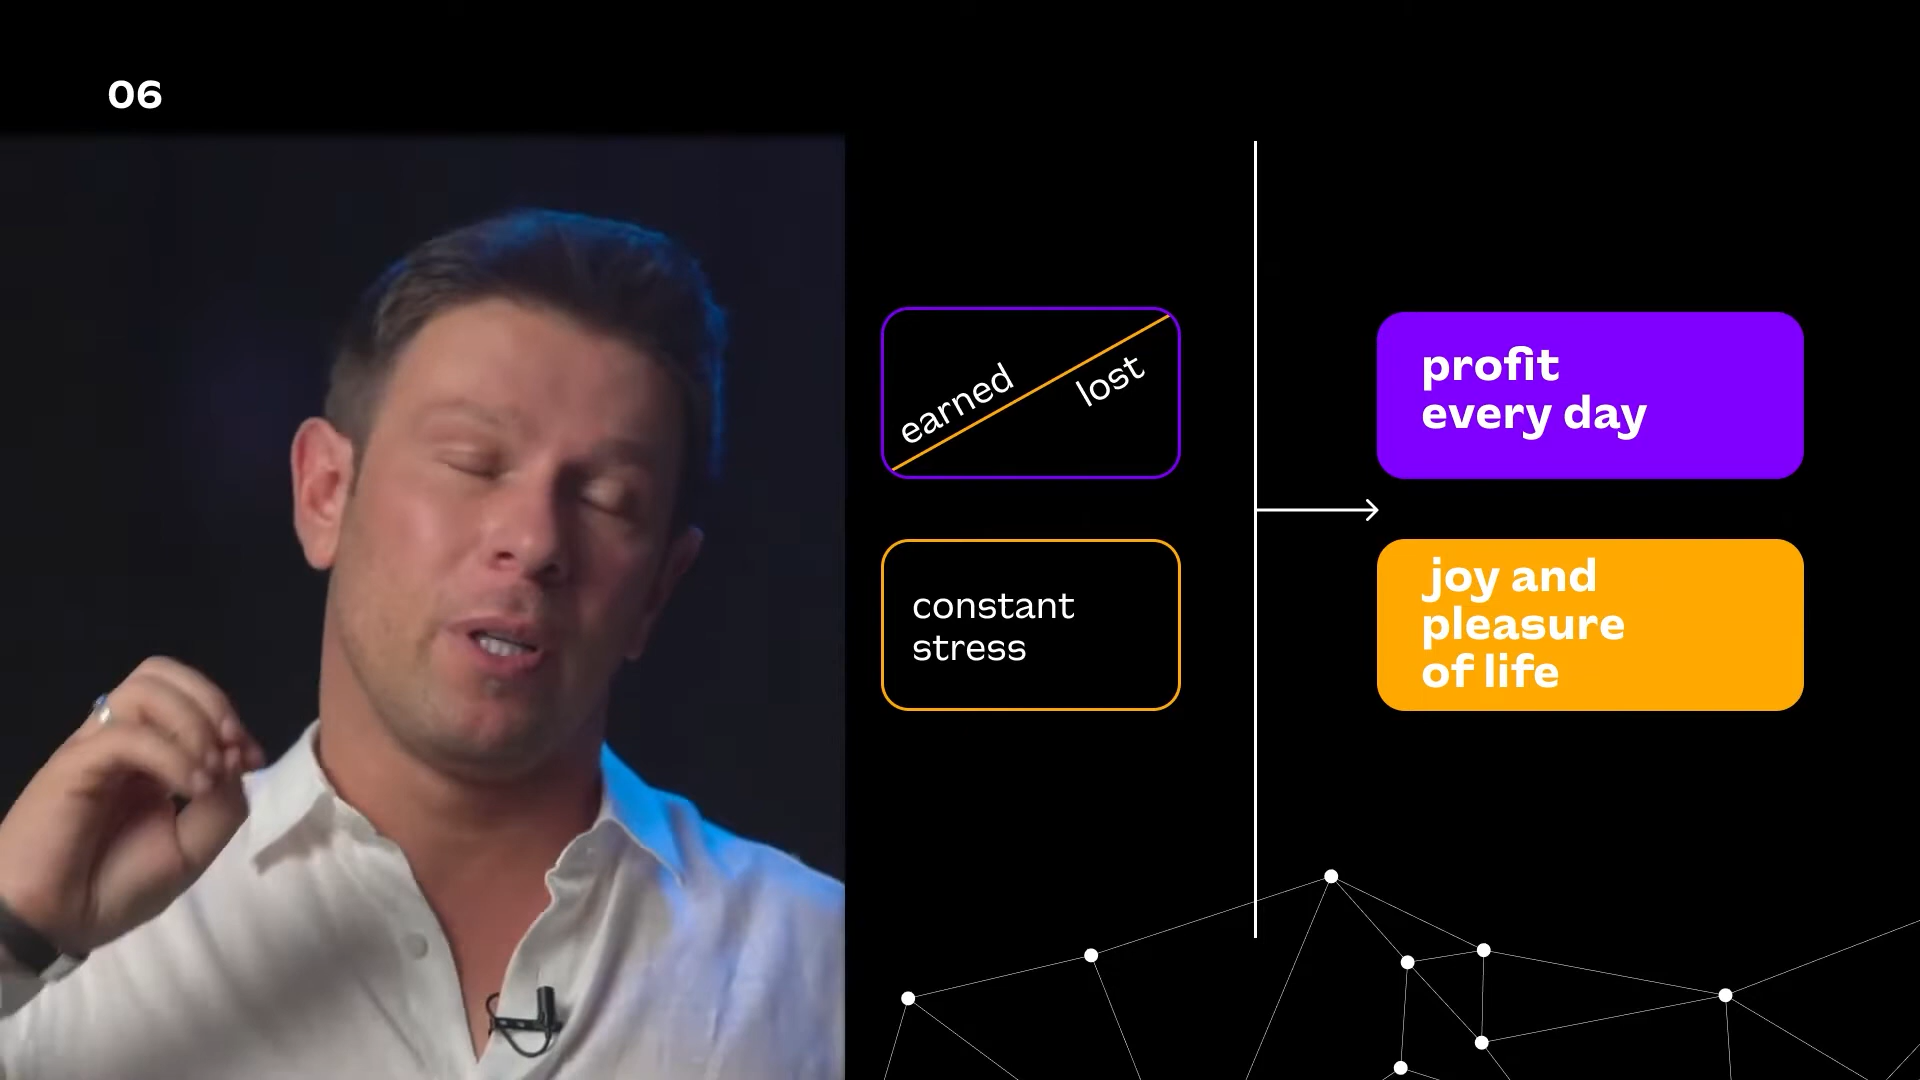 06
earned
lost
constant
stress
profit
every day
joy and
pleasure
of life